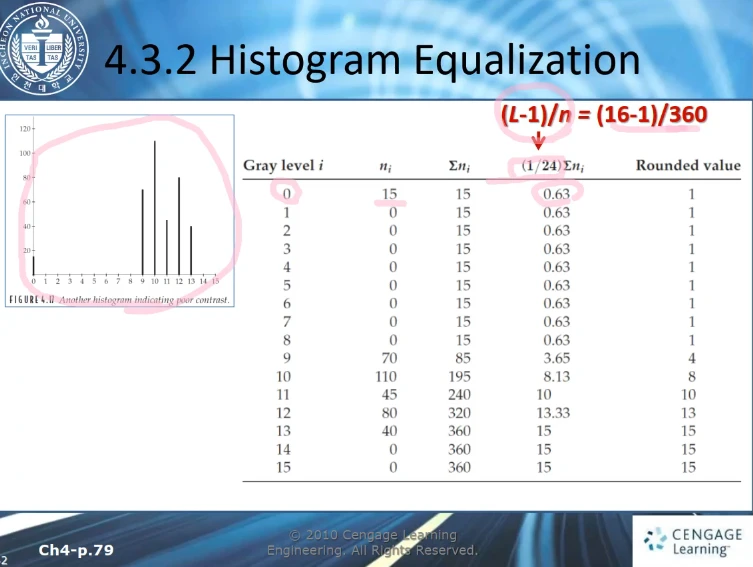 INCHEON NATIONAL UNIVERSITY
VERI TAS
LIBER TAS
4.3.2 Histogram Equalization
(L-1)/n = (16-1)/360
120
100
80
60
40
20
0 1 2 3 4 5 6 7 8 9 10 11 12 13 14 15
FIGURE 4.11 Another histogram indicating poor contrast.
Gray level i nᵢ Σnᵢ (1/24)Σnᵢ Rounded value
0 15 15 0.63 1
1 0 15 0.63 1
2 0 15 0.63 1
3 0 15 0.63 1
4 0 15 0.63 1
5 0 15 0.63 1
6 0 15 0.63 1
7 0 15 0.63 1
8 0 15 0.63 1
9 70 85 3.65 4
10 110 195 8.13 8
11 45 240 10 10
12 80 320 13.33 13
13 40 360 15 15
14 0 360 15 15
15 0 360 15 15
2
Ch4-p.79
© 2010 Cengage Learning
Engineering. All Rights Reserved.
CENGAGE
Learning™